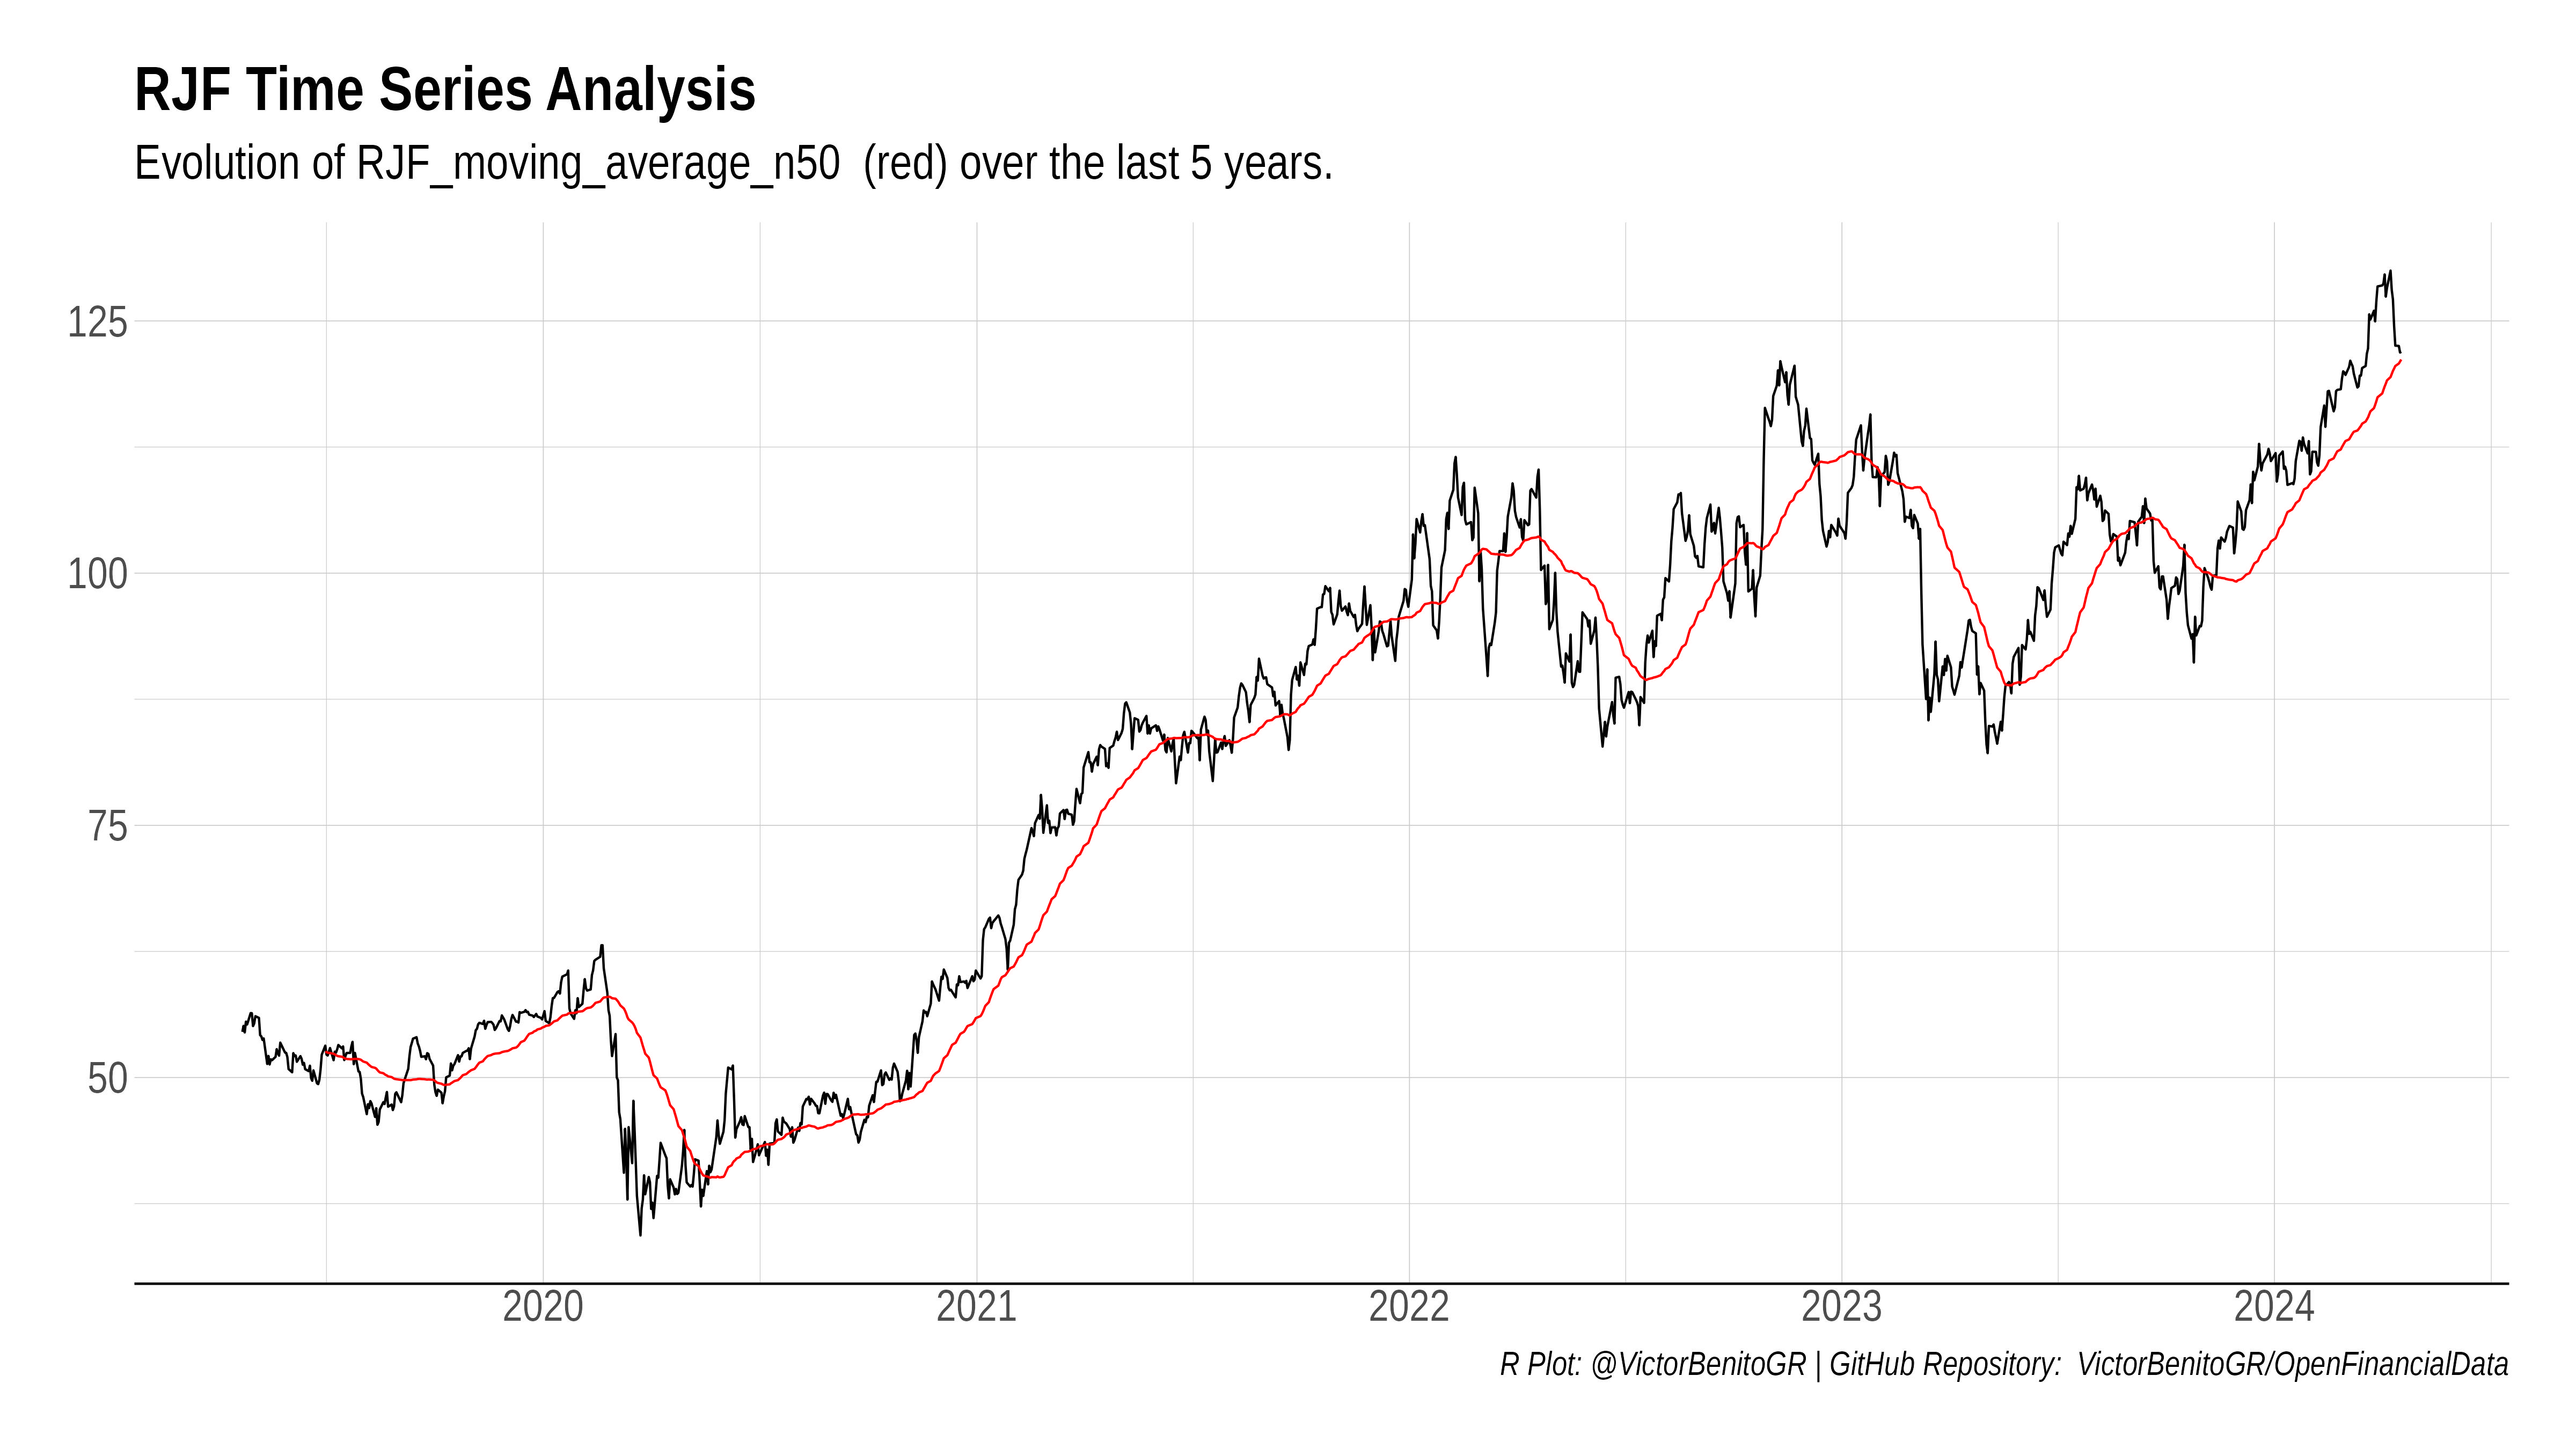 RJF Time Series Analysis
Evolution of RJF_moving_average_n50  (red) over the last 5 years.
125
100
75
50
2020 2021 2022 2023 2024
R Plot: @VictorBenitoGR | GitHub Repository:  VictorBenitoGR/OpenFinancialData